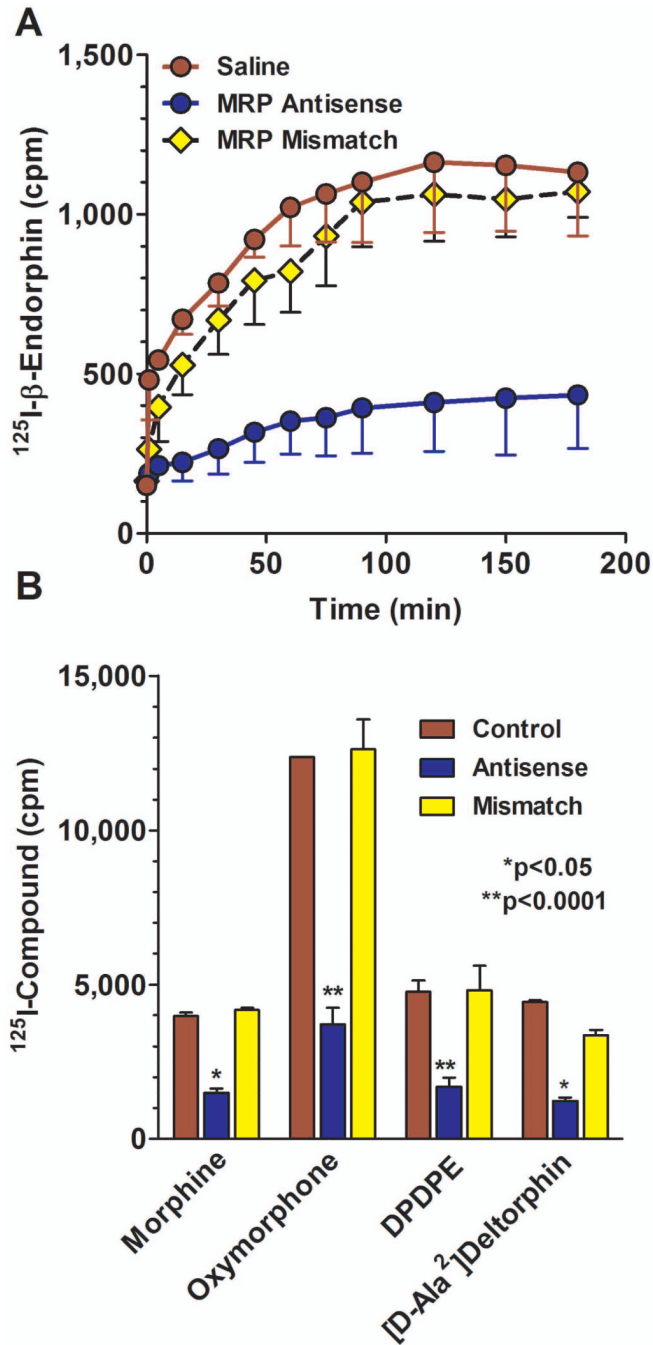 A
1,500
1,000
500
0
¹²⁵I-β-Endorphin (cpm)
Saline
MRP Antisense
MRP Mismatch
0 50 100 150 200
Time (min)
B
15,000
10,000
5,000
0
¹²⁵I-Compound (cpm)
Control
Antisense
Mismatch
*p<0.05
**p<0.0001
* ** ** *
Morphine
Oxymorphone
DPDPE
[D-Ala²]Deltorphin